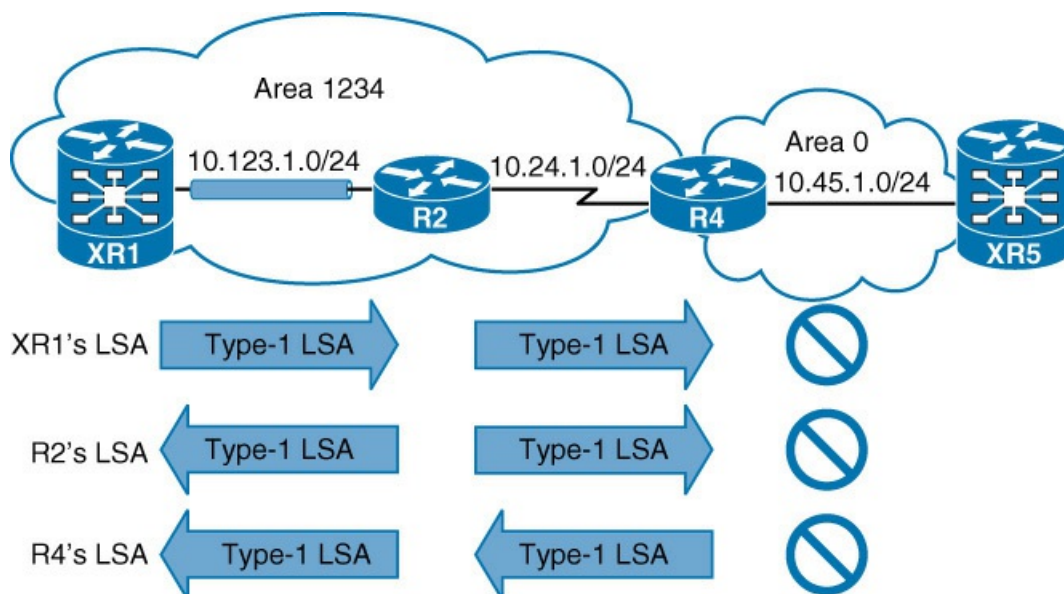 Area 1234
Area 0
10.123.1.0/24
10.24.1.0/24
10.45.1.0/24
XR1
R2
R4
XR5
XR1's LSA
Type-1 LSA
Type-1 LSA
R2's LSA
Type-1 LSA
Type-1 LSA
R4's LSA
Type-1 LSA
Type-1 LSA